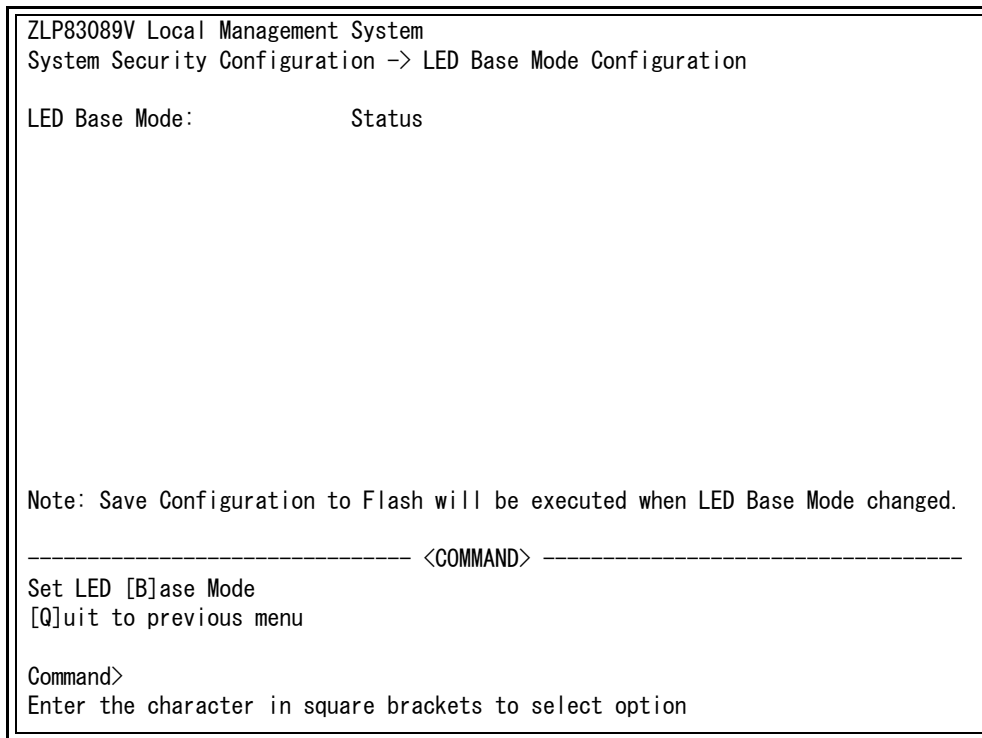 ZLP83089V Local Management System
System Security Configuration -> LED Base Mode Configuration
LED Base Mode: Status
Note: Save Configuration to Flash will be executed when LED Base Mode changed.
-------------------------------- <COMMAND> -----------------------------------
Set LED [B]ase Mode
[Q]uit to previous menu
Command>
Enter the character in square brackets to select option